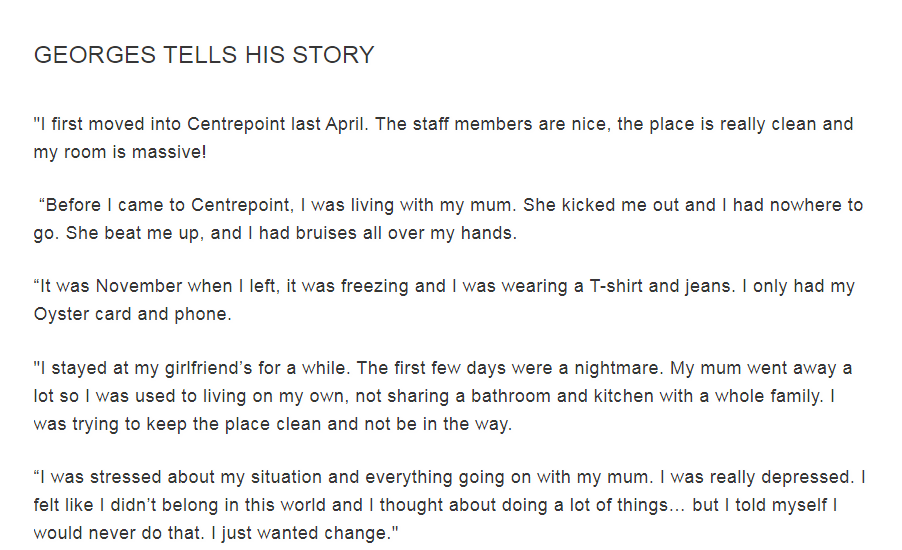 GEORGES TELLS HIS STORY
"I first moved into Centrepoint last April. The staff members are nice, the place is really clean and
my room is massive!
“Before I came to Centrepoint, I was living with my mum. She kicked me out and I had nowhere to
go. She beat me up, and I had bruises all over my hands.
“It was November when I left, it was freezing and I was wearing a T-shirt and jeans. I only had my
Oyster card and phone.
"I stayed at my girlfriend’s for a while. The first few days were a nightmare. My mum went away a
lot so I was used to living on my own, not sharing a bathroom and kitchen with a whole family. I
was trying to keep the place clean and not be in the way.
“I was stressed about my situation and everything going on with my mum. I was really depressed. I
felt like I didn’t belong in this world and I thought about doing a lot of things... but I told myself I
would never do that. I just wanted change."